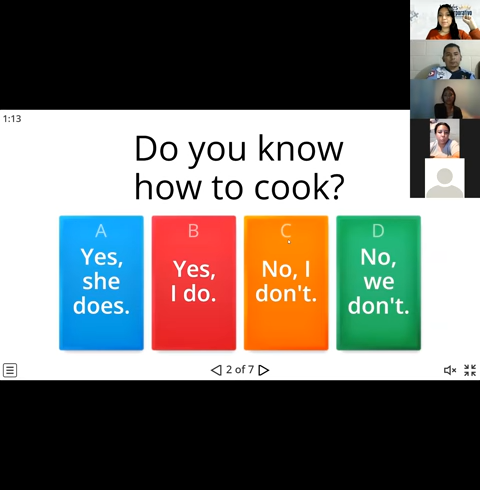 1:13
Do you know
how to cook?
A
Yes,
she
does.
B
Yes,
I do.
C
No, I
don't.
D
No,
we
don't.
2 of 7